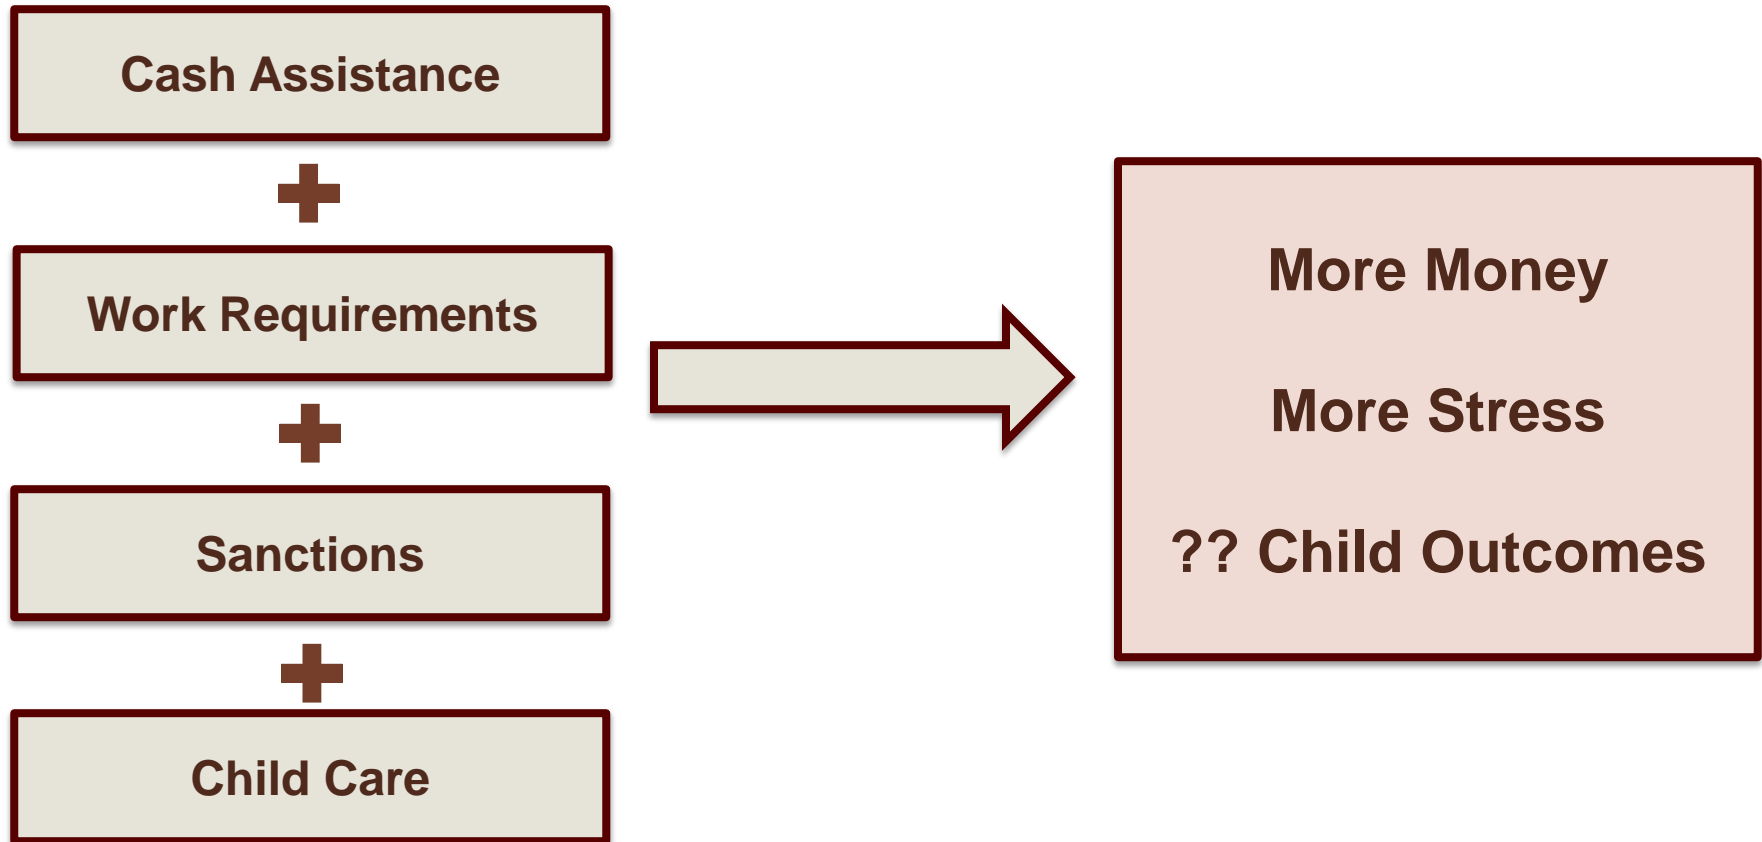 Cash Assistance
Work Requirements
Sanctions
Child Care
More Money
More Stress
?? Child Outcomes